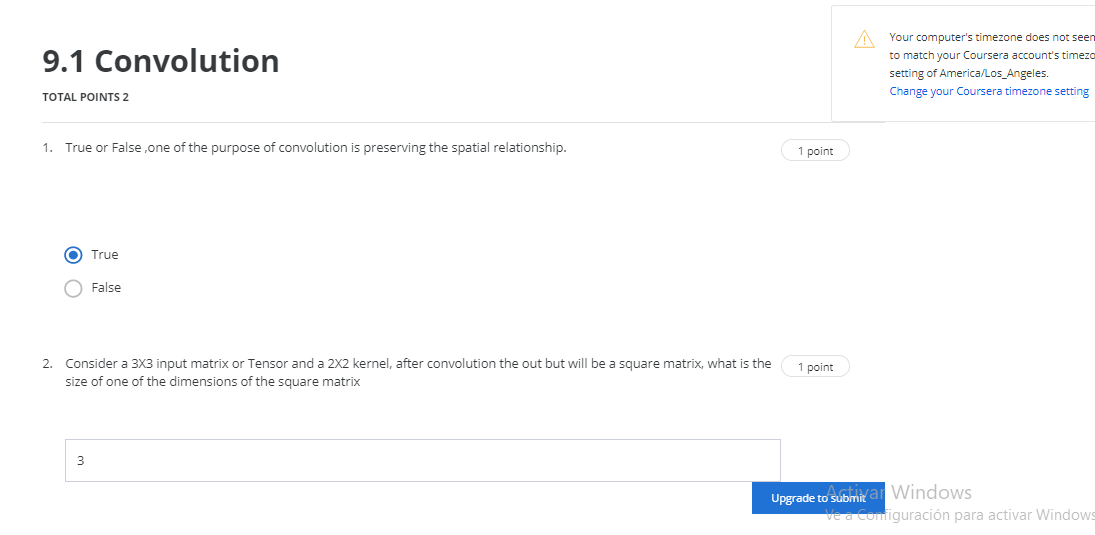 9.1 Convolution
TOTAL POINTS 2
Your computer's timezone does not seen
to match your Coursera account's timezo
setting of America/Los_Angeles.
Change your Coursera timezone setting
1. True or False ,one of the purpose of convolution is preserving the spatial relationship.
1 point
True
False
2. Consider a 3X3 input matrix or Tensor and a 2X2 kernel, after convolution the out but will be a square matrix, what is the
size of one of the dimensions of the square matrix
1 point
3
Upgrade to submit
Activar Windows
Ve a Configuración para activar Windows